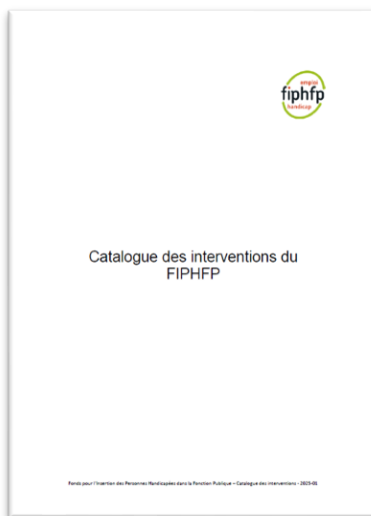 emploi
fiphfp
handicap
Catalogue des interventions du
FIPHFP
Fonds pour l'Insertion des Personnes Handicapées dans la Fonction Publique – Catalogue des interventions - 2023-01